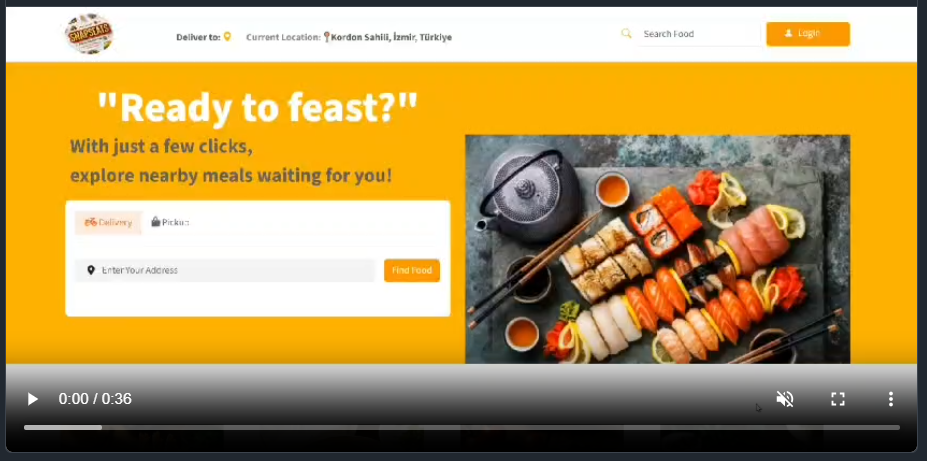 SNAPSEATS
Deliver to: Current Location: Kordon Sahili, İzmir, Türkiye
Search Food
Login
"Ready to feast?"
With just a few clicks,
explore nearby meals waiting for you!
Delivery Pickup
Enter Your Address
Find Food
0:00 / 0:36